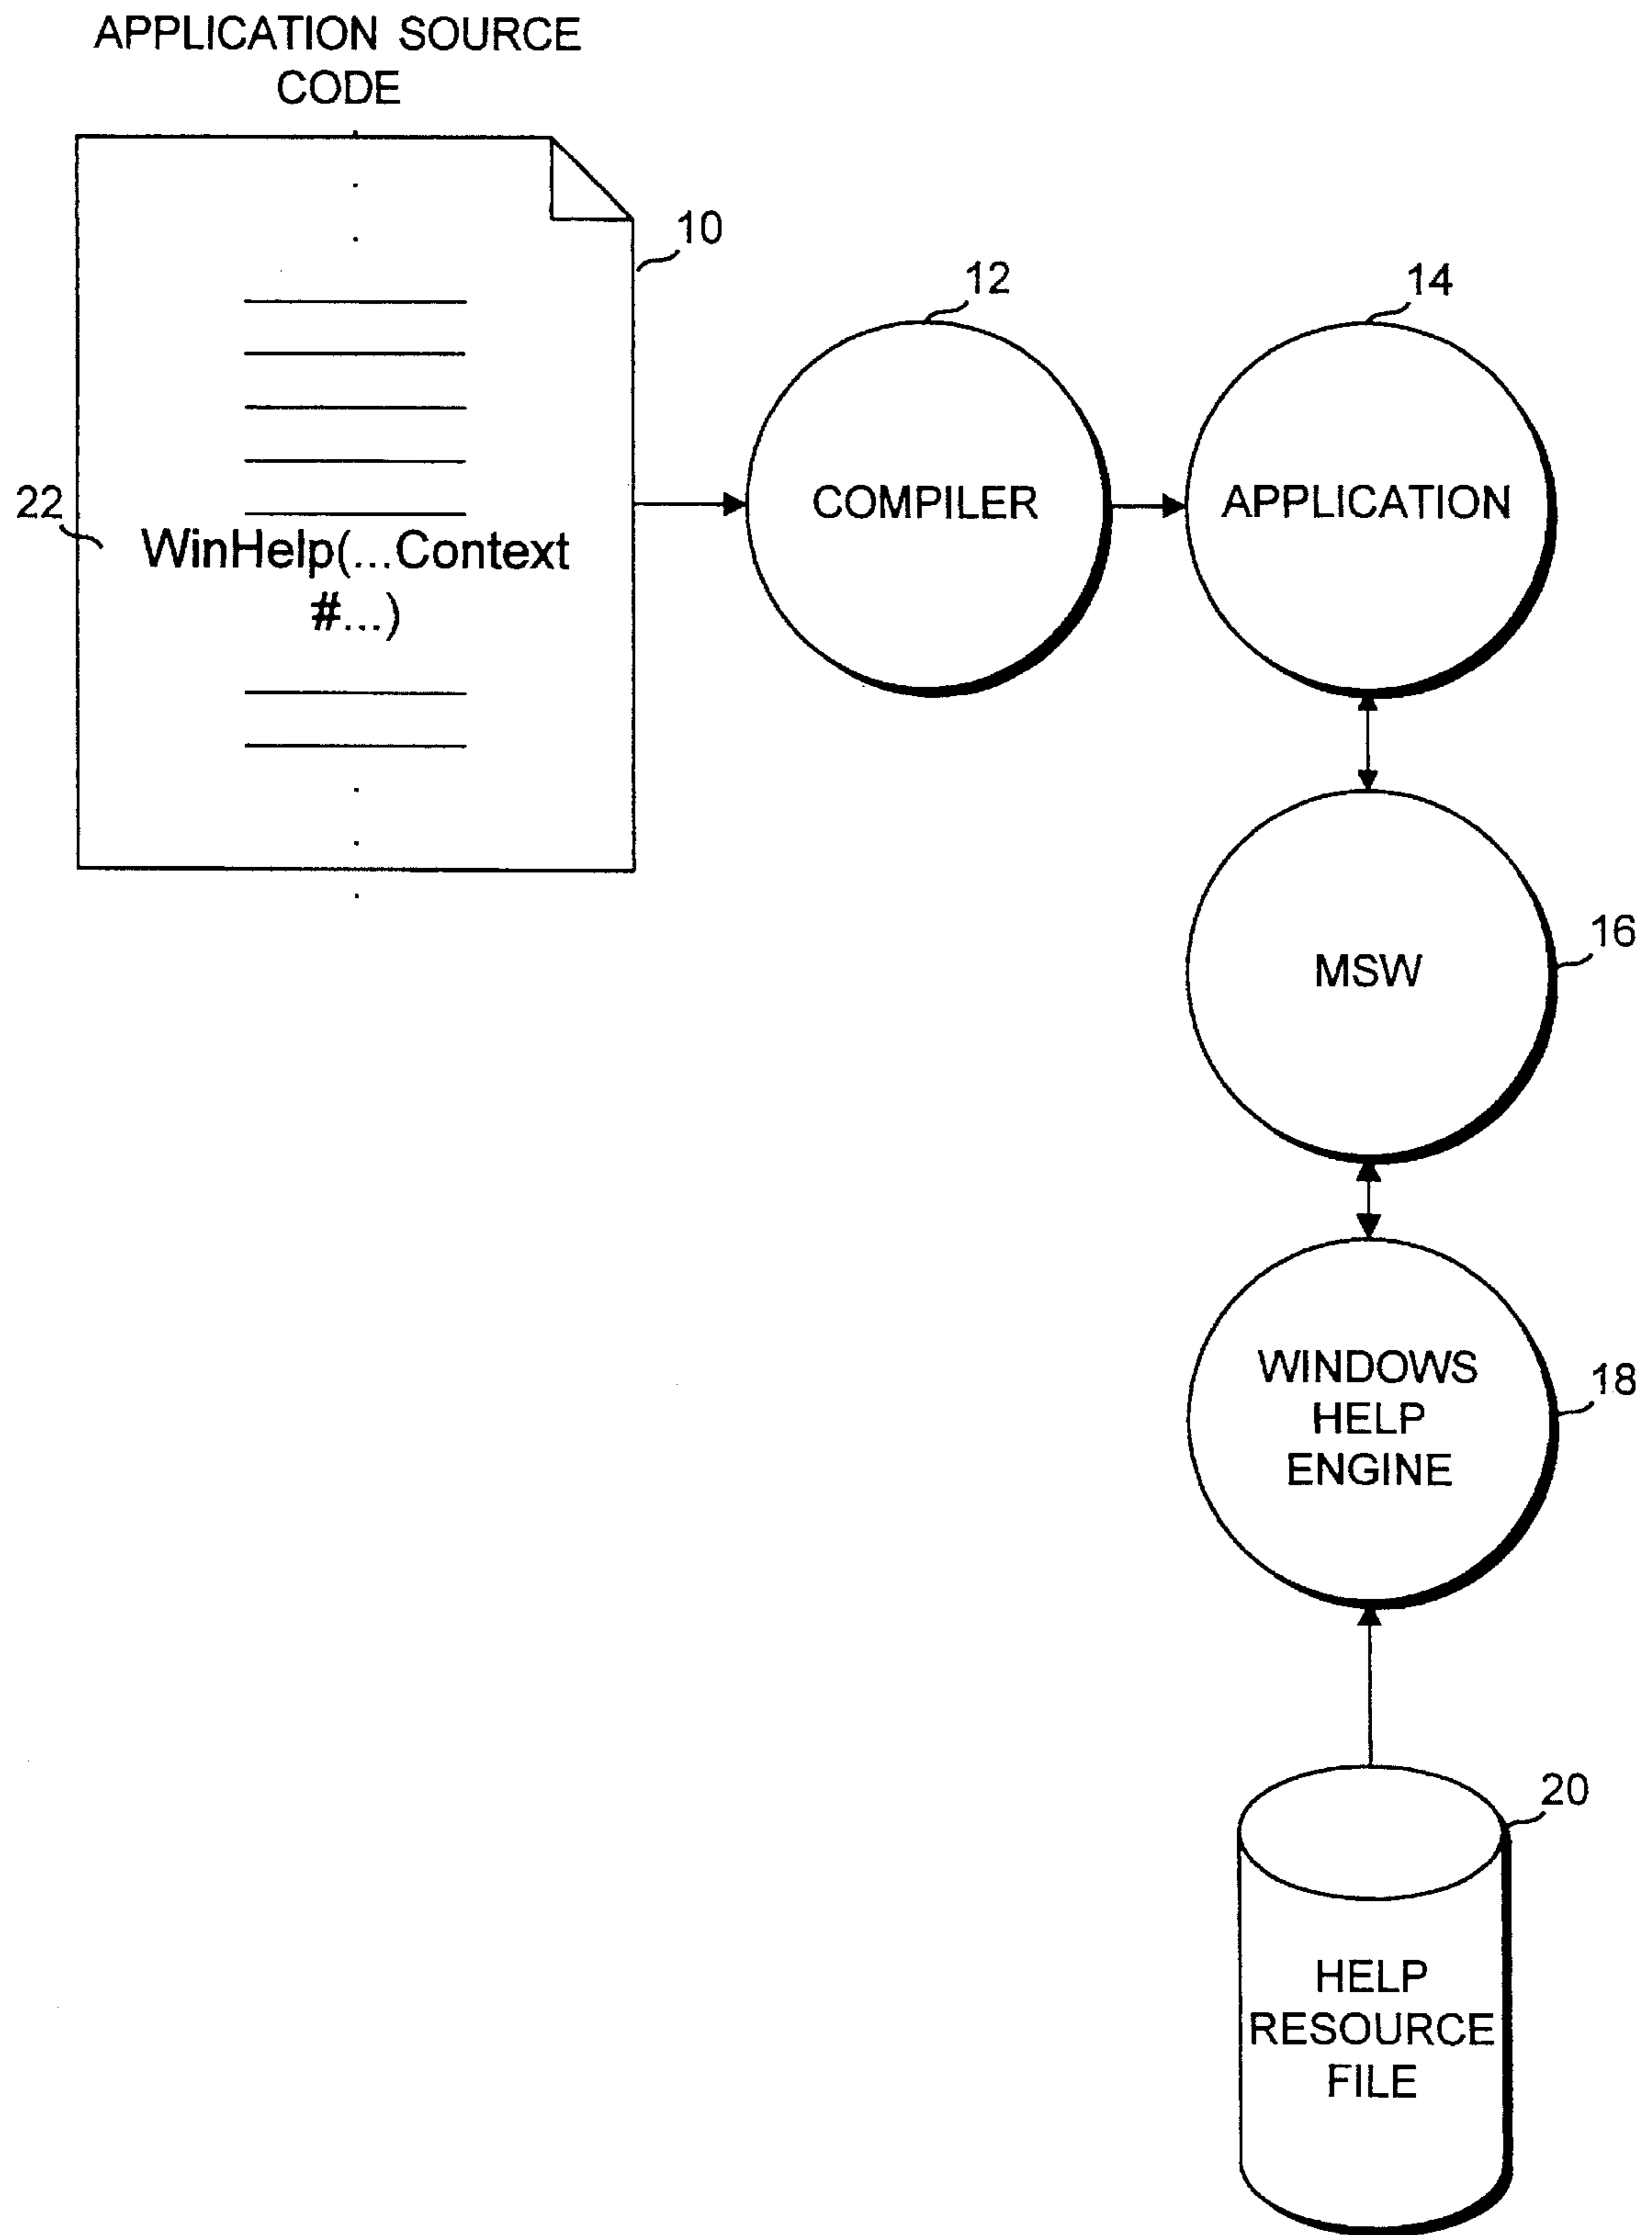 APPLICATION SOURCE
CODE
10
12
14
22
WinHelp(...Context
#...)
COMPILER
APPLICATION
16
MSW
18
WINDOWS
HELP
ENGINE
20
HELP
RESOURCE
FILE